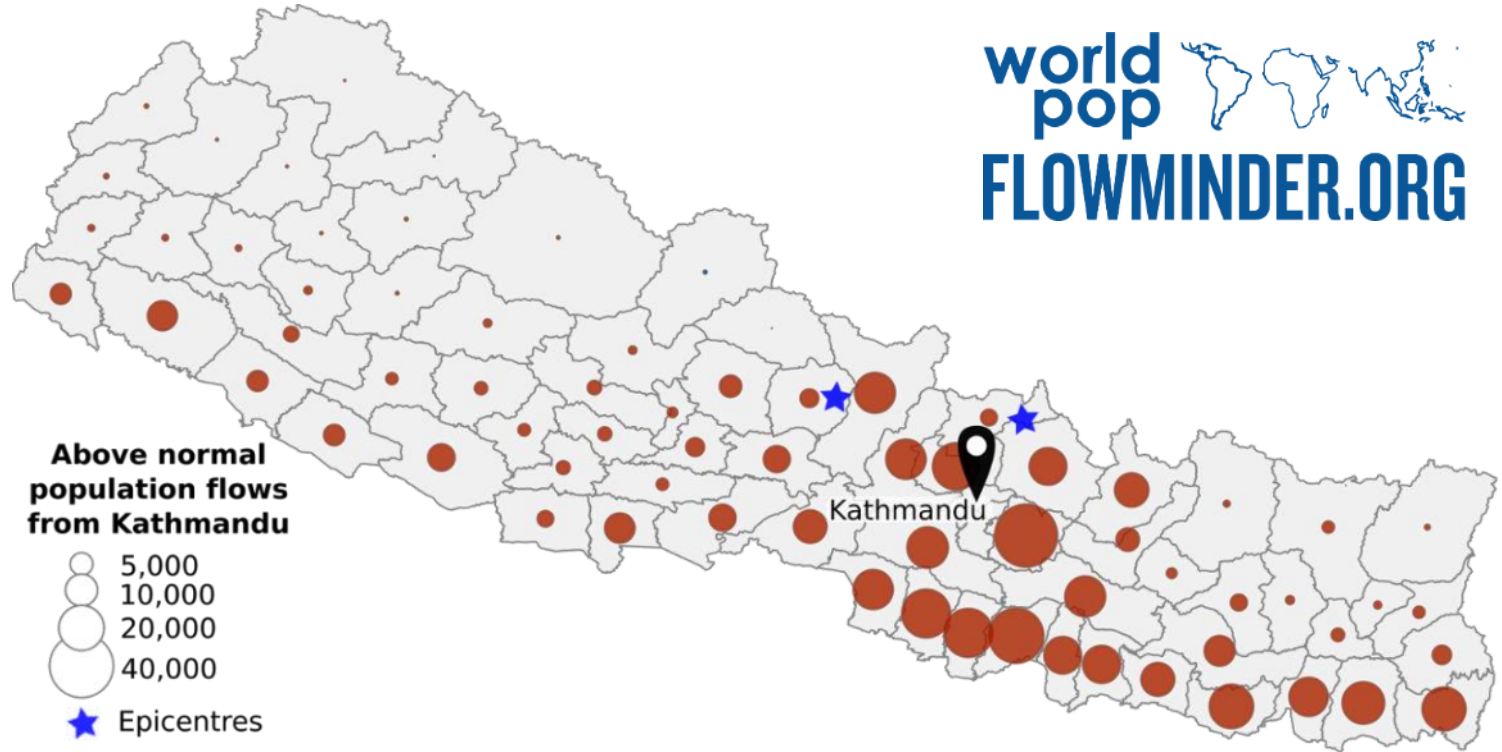 world
pop
FLOWMINDER.ORG
Kathmandu
Above normal
population flows
from Kathmandu
5,000
10,000
20,000
40,000
Epicentres